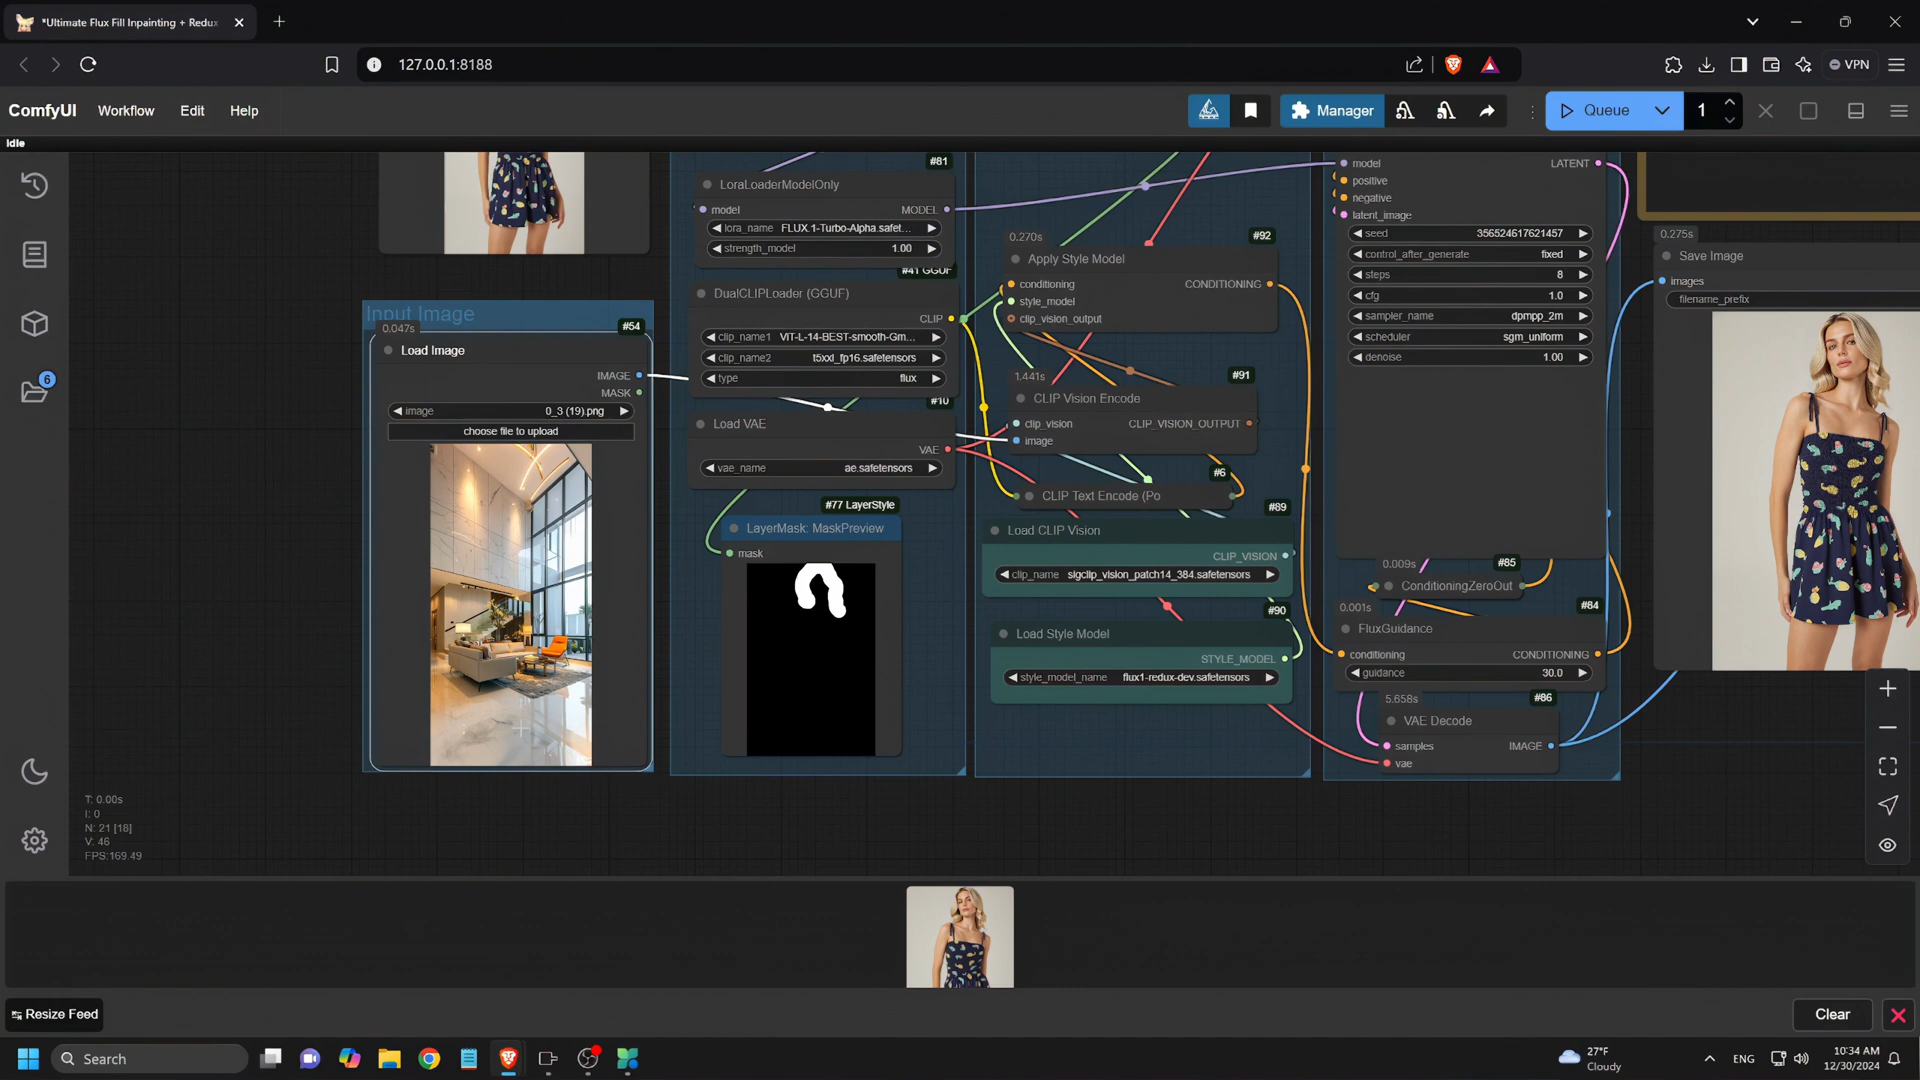 *Ultimate Flux Fill Inpainting + Redux
127.0.0.1:8188
VPN
ComfyUI
Workflow
Edit
Help
Manager
Queue
1
Idle
#81
LoraLoaderModelOnly
model
MODEL
lora_name
FLUX.1-Turbo-Alpha.safet...
strength_model
1.00
#41 GGUF
DualCLIPLoader (GGUF)
CLIP
clip_name1
VIT-L-14-BEST-smooth-Gm...
clip_name2
t5xxl_fp16.safetensors
type
flux
#10
Load VAE
VAE
vae_name
ae.safetensors
#77 LayerStyle
LayerMask: MaskPreview
mask
Input Image
0.047s
#54
Load Image
IMAGE
MASK
image
0_3 (19).png
choose file to upload
0.270s
#92
Apply Style Model
conditioning
CONDITIONING
style_model
clip_vision_output
1.441s
#91
CLIP Vision Encode
clip_vision
CLIP_VISION_OUTPUT
image
#6
CLIP Text Encode (Po
#89
Load CLIP Vision
CLIP_VISION
clip_name
sigclip_vision_patch14_384.safetensors
#90
Load Style Model
STYLE_MODEL
style_model_name
flux1-redux-dev.safetensors
model
LATENT
positive
negative
latent_image
seed
356524617621457
control_after_generate
fixed
steps
8
cfg
1.0
sampler_name
dpmpp_2m
scheduler
sgm_uniform
denoise
1.00
0.009s
#85
ConditioningZeroOut
0.001s
#84
FluxGuidance
conditioning
CONDITIONING
guidance
30.0
5.658s
#86
VAE Decode
samples
IMAGE
vae
0.275s
Save Image
images
filename_prefix
6
T: 0.00s
I: 0
N: 21 [18]
V: 46
FPS:169.49
Resize Feed
Clear
Search
27°F
Cloudy
ENG
10:34 AM
12/30/2024